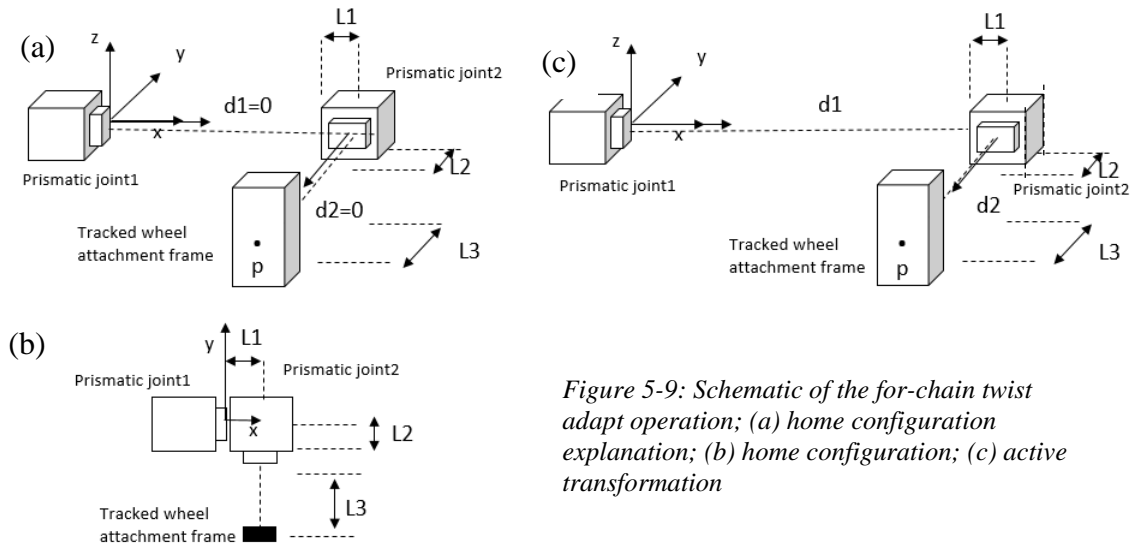 (a)
L1
z
y
Prismatic joint2
d1=0
x
Prismatic joint1
L2
d2=0
Tracked wheel
attachment frame
p
L3
(c)
L1
z
y
d1
x
Prismatic joint1
L2
Prismatic joint2
d2
Tracked wheel
attachment frame
p
L3
(b)
L1
y
Prismatic joint1
Prismatic joint2
x
L2
L3
Tracked wheel
attachment frame
Figure 5-9: Schematic of the for-chain twist
adapt operation; (a) home configuration
explanation; (b) home configuration; (c) active
transformation